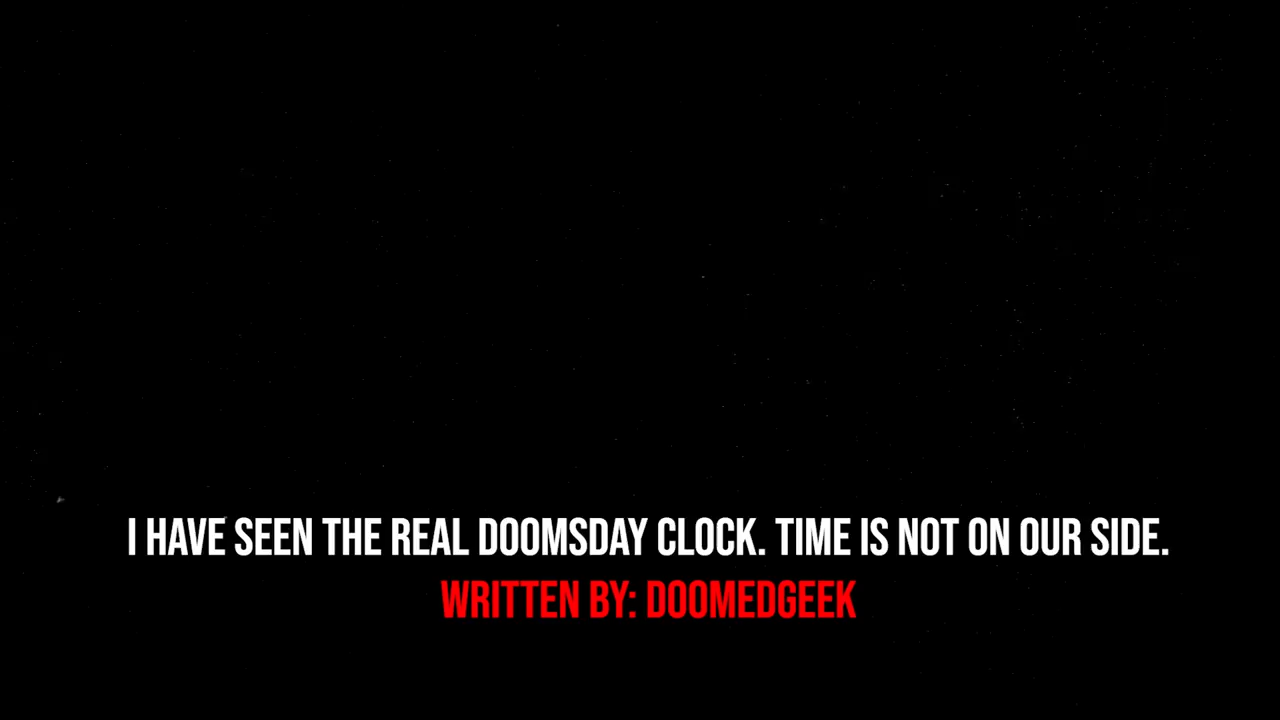 I HAVE SEEN THE REAL DOOMSDAY CLOCK. TIME IS NOT ON OUR SIDE.
WRITTEN BY: DOOMEDGEEK